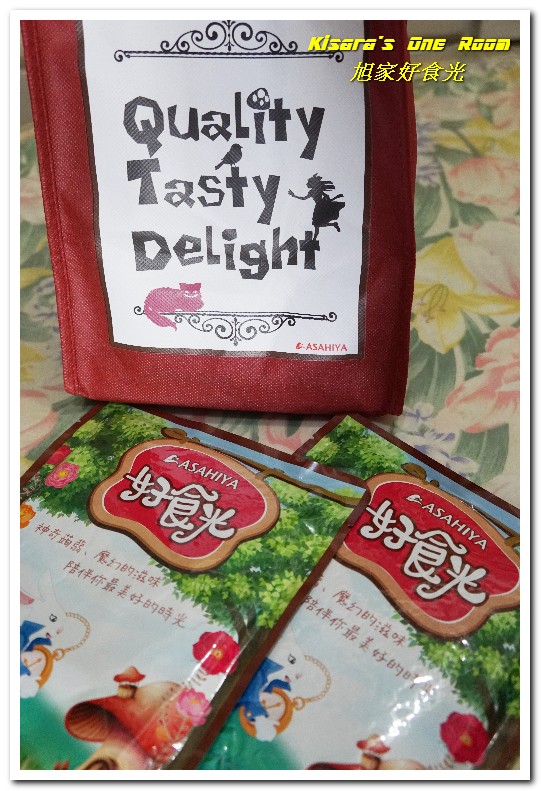 Kisara's One Room
旭家好食光
Quality
Tasty
Delight
ASAHIYA
ASAHIYA
好食光
神奇蒟蒻、魔幻的滋味
陪伴你最美好的時光
ASAHIYA
好食光
、魔幻的滋味
陪伴你最美好的時